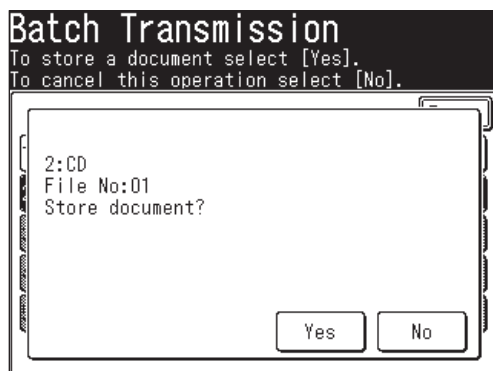 Batch Transmission
To store a document select [Yes].
To cancel this operation select [No].
2:CD
File No:01
Store document?
Yes No